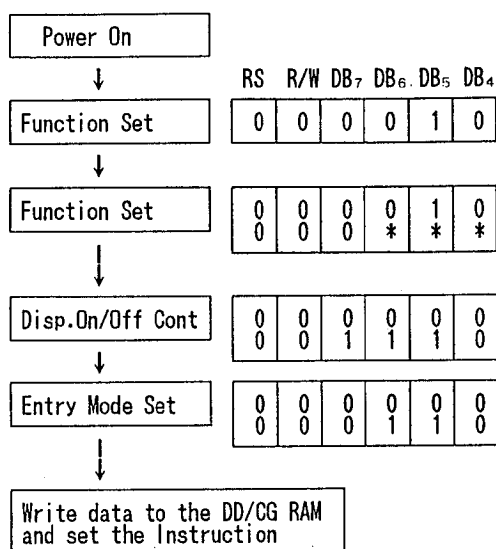 Power On
RS R/W DB₇ DB₆. DB₅ DB₄
Function Set 0 0 0 0 1 0
Function Set
0 0 0 0 1 0
0 0 0 * * *
Disp.On/Off Cont
0 0 0 0 0 0
0 0 1 1 1 0
Entry Mode Set
0 0 0 0 0 0
0 0 0 1 1 0
Write data to the DD/CG RAM
and set the Instruction